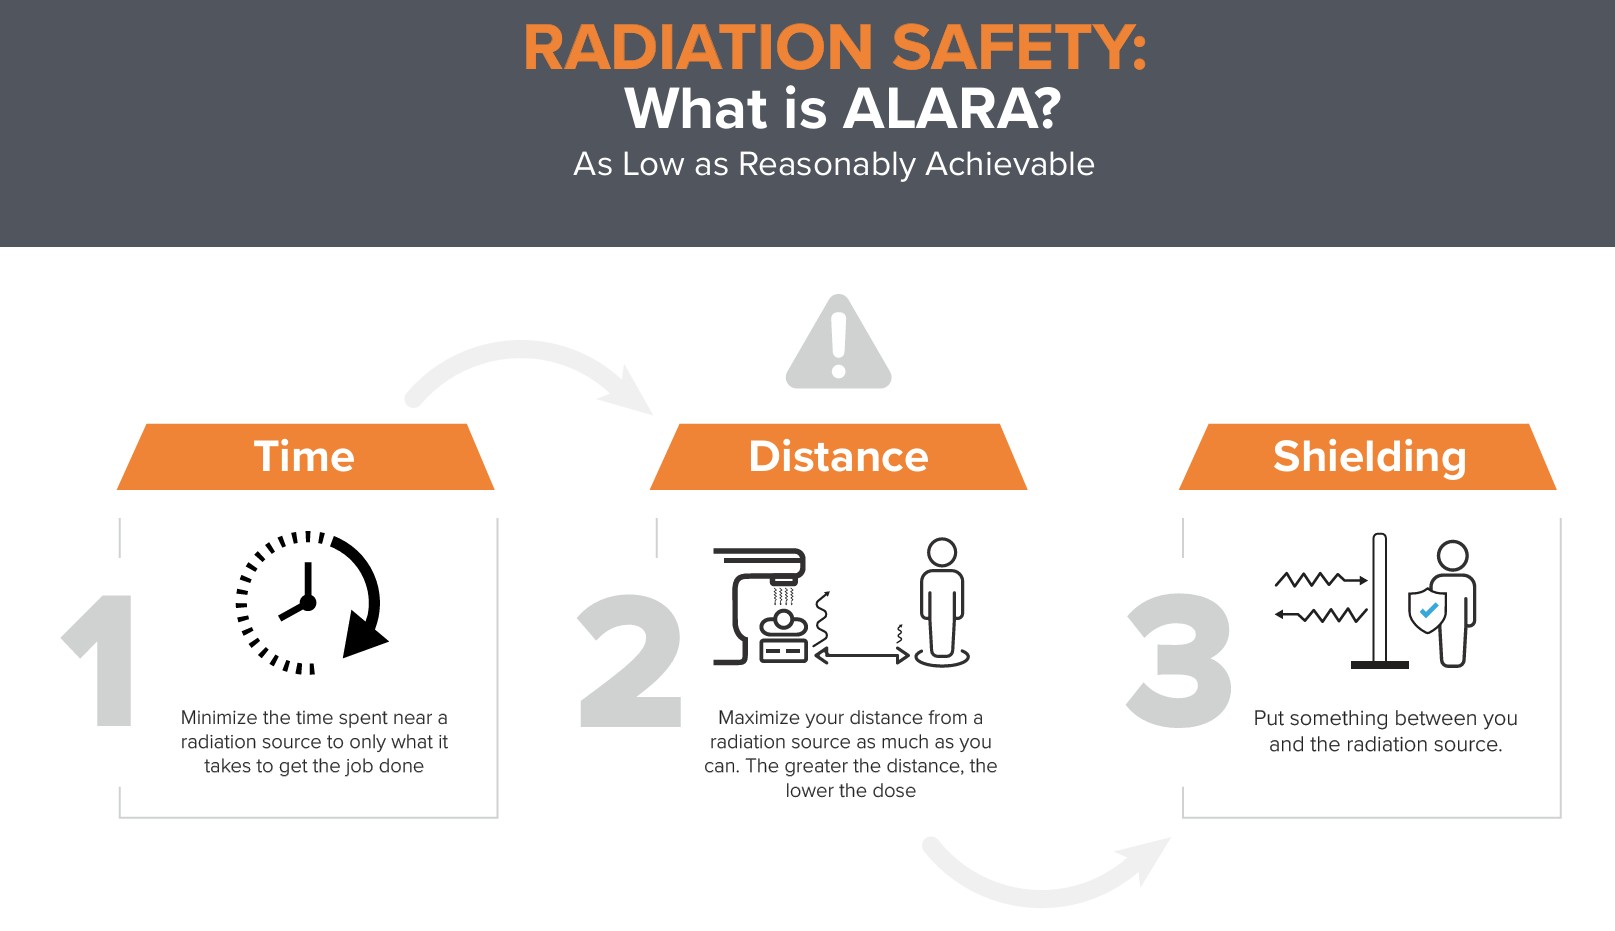 RADIATION SAFETY:
What is ALARA?
As Low as Reasonably Achievable
Time
1
Minimize the time spent near a
radiation source to only what it
takes to get the job done
Distance
2
Maximize your distance from a
radiation source as much as you
can. The greater the distance, the
lower the dose
Shielding
3
Put something between you
and the radiation source.